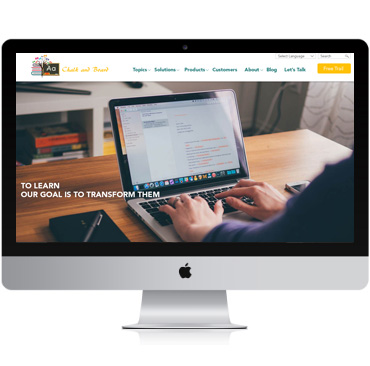 Select Language
Search
Aa
Chalk and Board
Topics
Solutions
Products
Customers
About
Blog
Let's Talk
Free Trial
TO LEARN
OUR GOAL IS TO TRANSFORM THEM